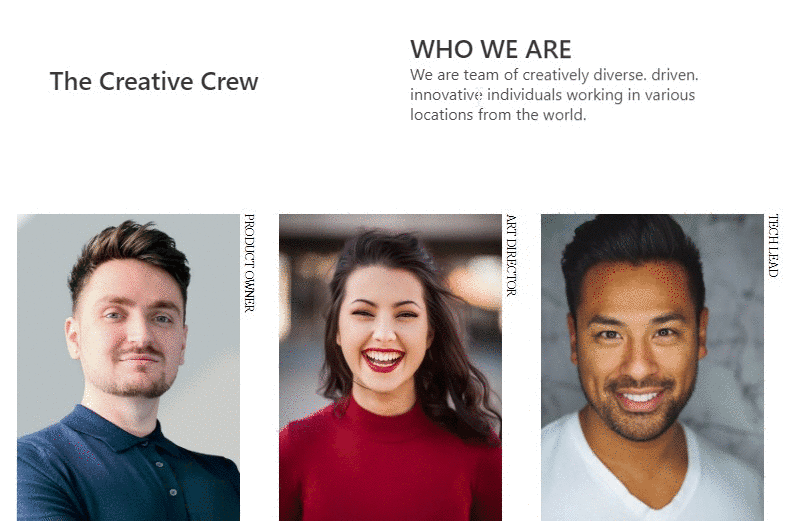 The Creative Crew
WHO WE ARE
We are team of creatively diverse. driven.
innovative individuals working in various
locations from the world.
PRODUCT OWNER
ART DIRECTOR
TECH LEAD